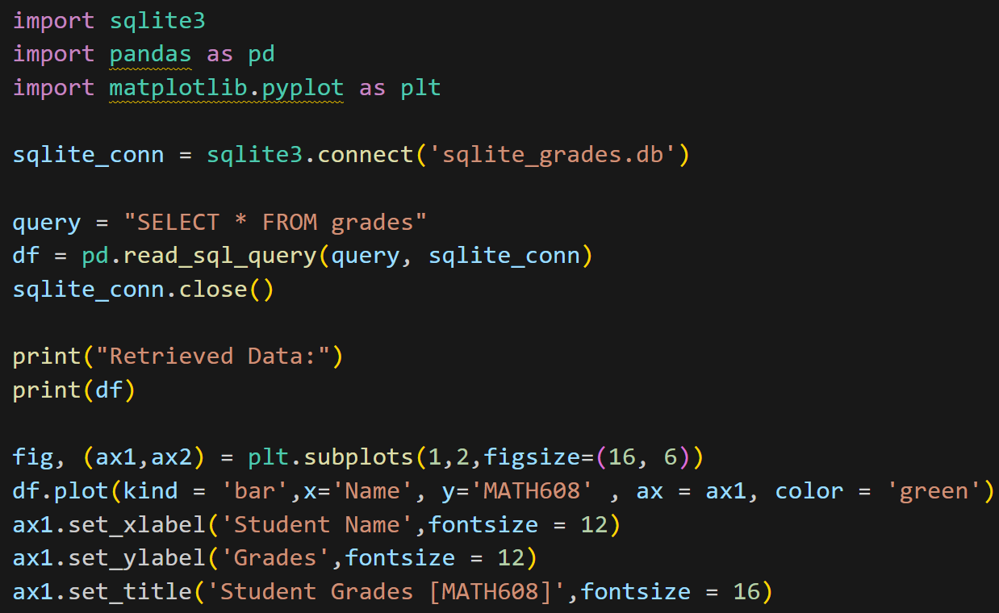 import sqlite3
import pandas as pd
import matplotlib.pyplot as plt

sqlite_conn = sqlite3.connect('sqlite_grades.db')

query = "SELECT * FROM grades"
df = pd.read_sql_query(query, sqlite_conn)
sqlite_conn.close()

print("Retrieved Data:")
print(df)

fig, (ax1,ax2) = plt.subplots(1,2,figsize=(16, 6))
df.plot(kind = 'bar',x='Name', y='MATH608' , ax = ax1, color = 'green')
ax1.set_xlabel('Student Name',fontsize = 12)
ax1.set_ylabel('Grades',fontsize = 12)
ax1.set_title('Student Grades [MATH608]',fontsize = 16)